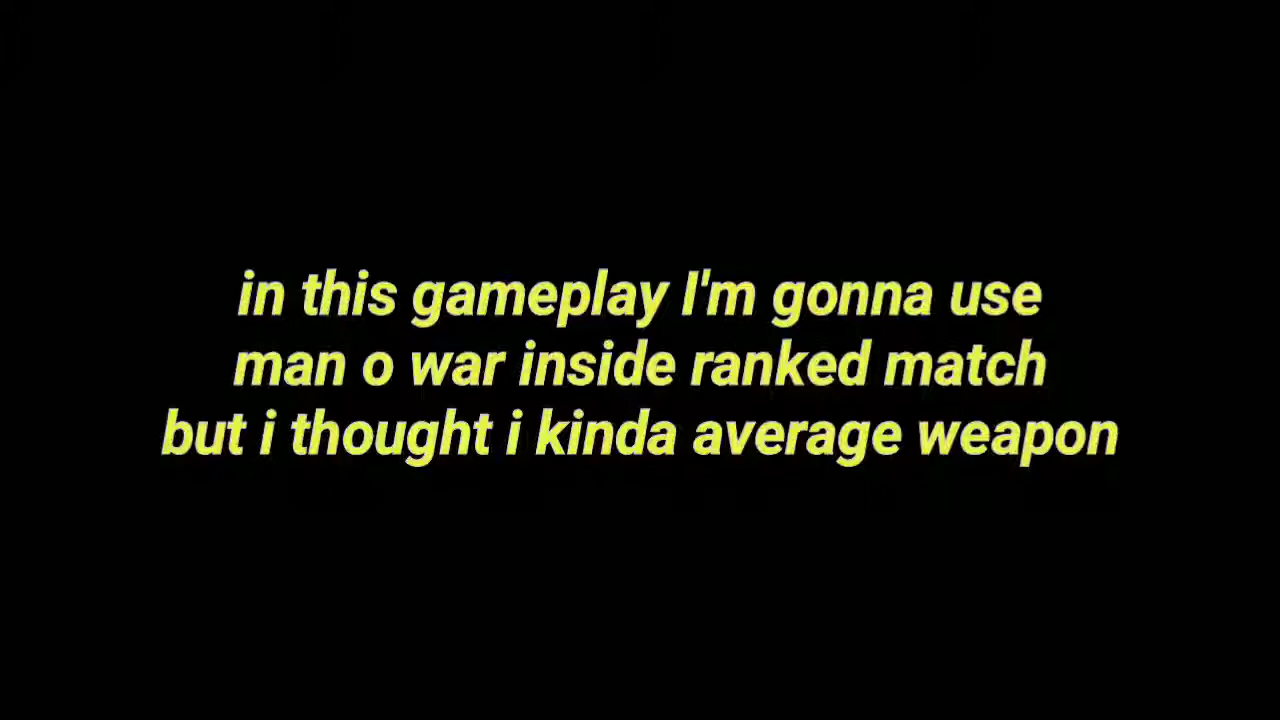 in this gameplay I'm gonna use
man o war inside ranked match
but i thought i kinda average weapon